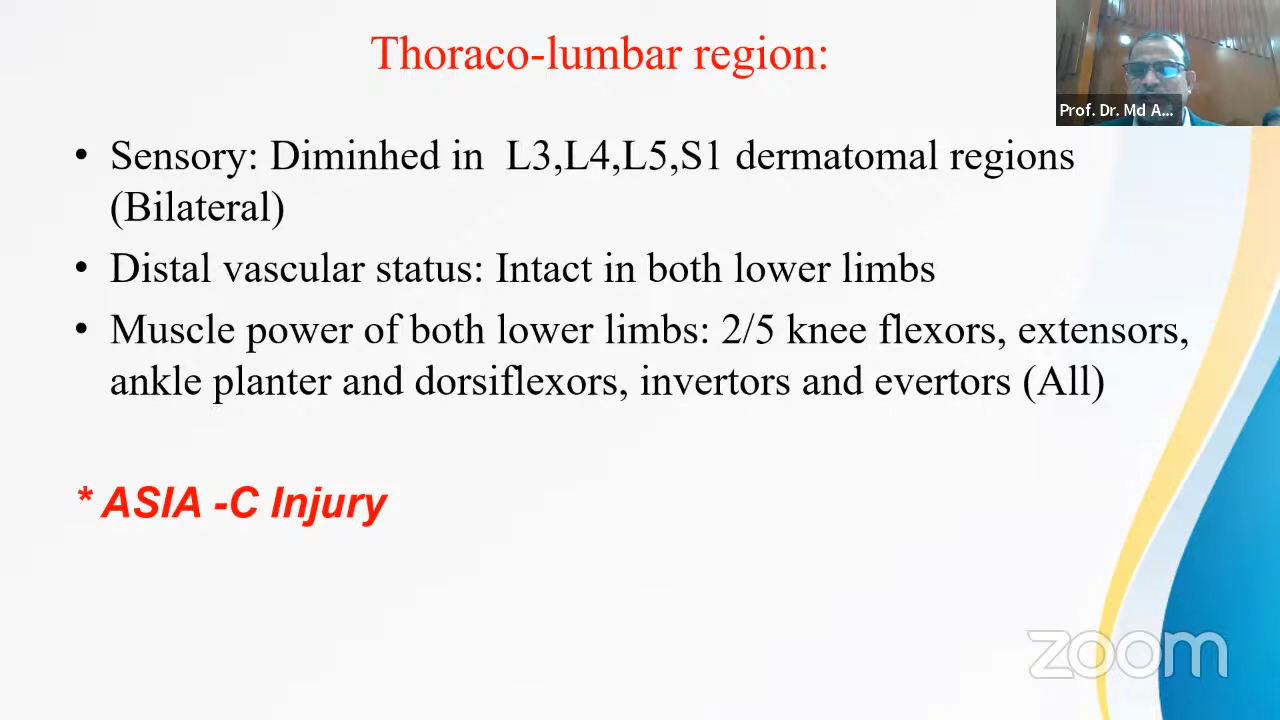 Thoraco-lumbar region:
Prof. Dr. Md A...
• Sensory: Diminhed in L3,L4,L5,S1 dermatomal regions
(Bilateral)
• Distal vascular status: Intact in both lower limbs
• Muscle power of both lower limbs: 2/5 knee flexors, extensors,
ankle planter and dorsiflexors, invertors and evertors (All)
* ASIA -C Injury
zoom